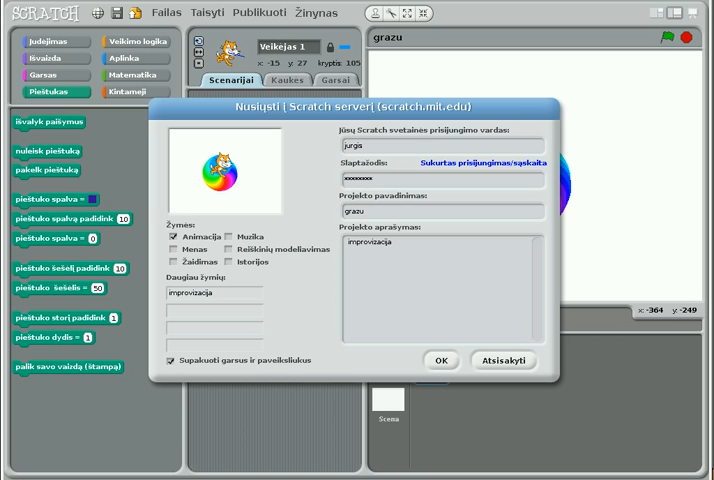 SCRATCH Failas Taisyti Publikuoti Žinynas
Judėjimas Veikimo logika
Išvaizda Aplinka
Garsas Matematika
Pieštukas Kintamieji
Veikėjas 1
x: -15 y: 27 kryptis: 105
Scenarijai Kaukės Garsai
grazu
išvalyk paišymus
nuleisk pieštuką
pakelk pieštuką
pieštuko spalva =
pieštuko spalvą padidink 10
pieštuko spalva = 0
pieštuko šešėlį padidink 10
pieštuko šešėlis = 50
pieštuko storį padidink 1
pieštuko dydis = 1
palik savo vaizdą (štampą)
Nusiųsti į Scratch serverį (scratch.mit.edu)
Jūsų Scratch svetainės prisijungimo vardas:
jurgis
Slaptažodis: Sukurtas prisijungimas/sąskaita
xxxxxxxx
Projekto pavadinimas:
grazu
Projekto aprašymas:
improvizacija
Žymės:
Animacija Muzika
Menas Reiškinių modeliavimas
Žaidimas Istorijos
Daugiau žymių:
improvizacija
Supakuoti garsus ir paveiksliukus
OK Atsisakyti
x: -364 y: -249
Scena